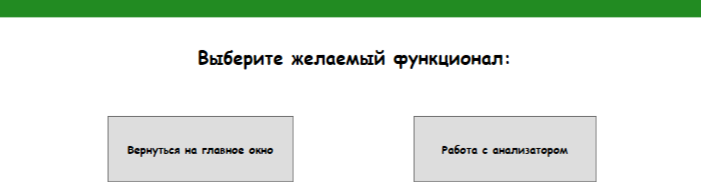 Выберите желаемый функционал:
Вернуться на главное окно
Работа с анализатором